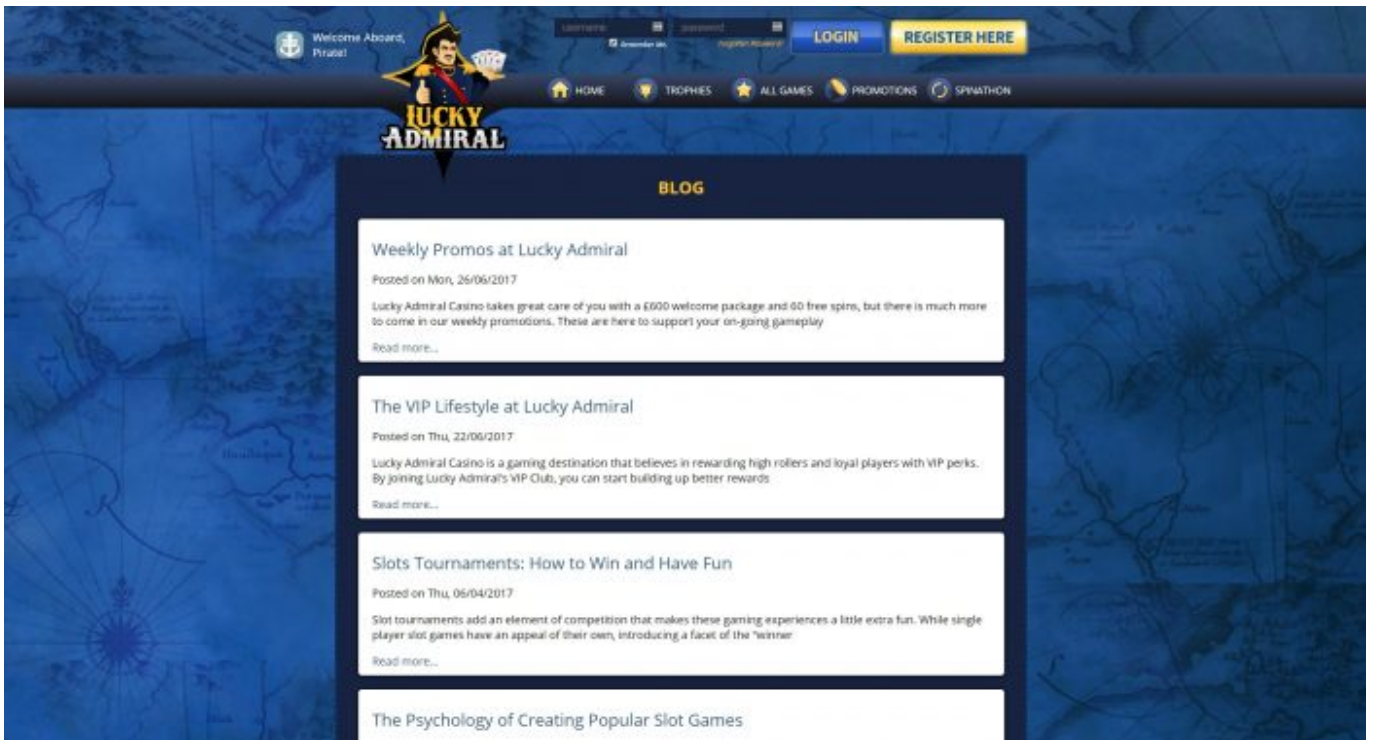 Welcome Aboard,
Pirate!
username
password
Remember Me
Forgotten Password?
LOGIN
REGISTER HERE
HOME
TROPHIES
ALL GAMES
PROMOTIONS
SPINATHON
LUCKY
ADMIRAL
BLOG
Weekly Promos at Lucky Admiral
Posted on Mon, 26/06/2017
Lucky Admiral Casino takes great care of you with a £600 welcome package and 60 free spins, but there is much more
to come in our weekly promotions. These are here to support your on-going gameplay
Read more...
The VIP Lifestyle at Lucky Admiral
Posted on Thu, 22/06/2017
Lucky Admiral Casino is a gaming destination that believes in rewarding high rollers and loyal players with VIP perks.
By joining Lucky Admiral's VIP Club, you can start building up better rewards
Read more...
Slots Tournaments: How to Win and Have Fun
Posted on Thu, 06/04/2017
Slot tournaments add an element of competition that makes these gaming experiences a little extra fun. While single
player slot games have an appeal of their own, introducing a facet of the "winner
Read more...
The Psychology of Creating Popular Slot Games